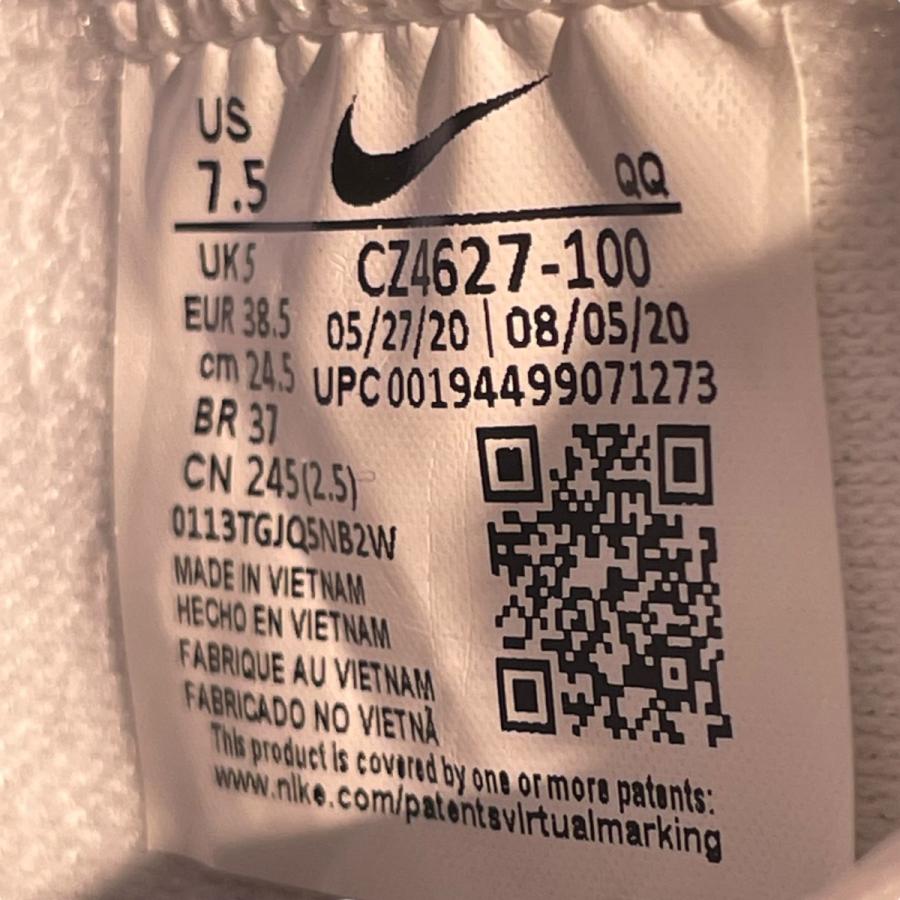 US
7.5
QQ
UK5
EUR 38.5
cm 24.5
BR 37
CN 245(2.5)
CZ4627-100
05/27/20 | 08/05/20
UPC 00194499071273
0113TGJQ5NB2W
MADE IN VIETNAM
HECHO EN VIETNAM
FABRIQUE AU VIETNAM
FABRICADO NO VIETNÃ
This product is covered by one or more patents:
www.nike.com/patentsvirtualmarking